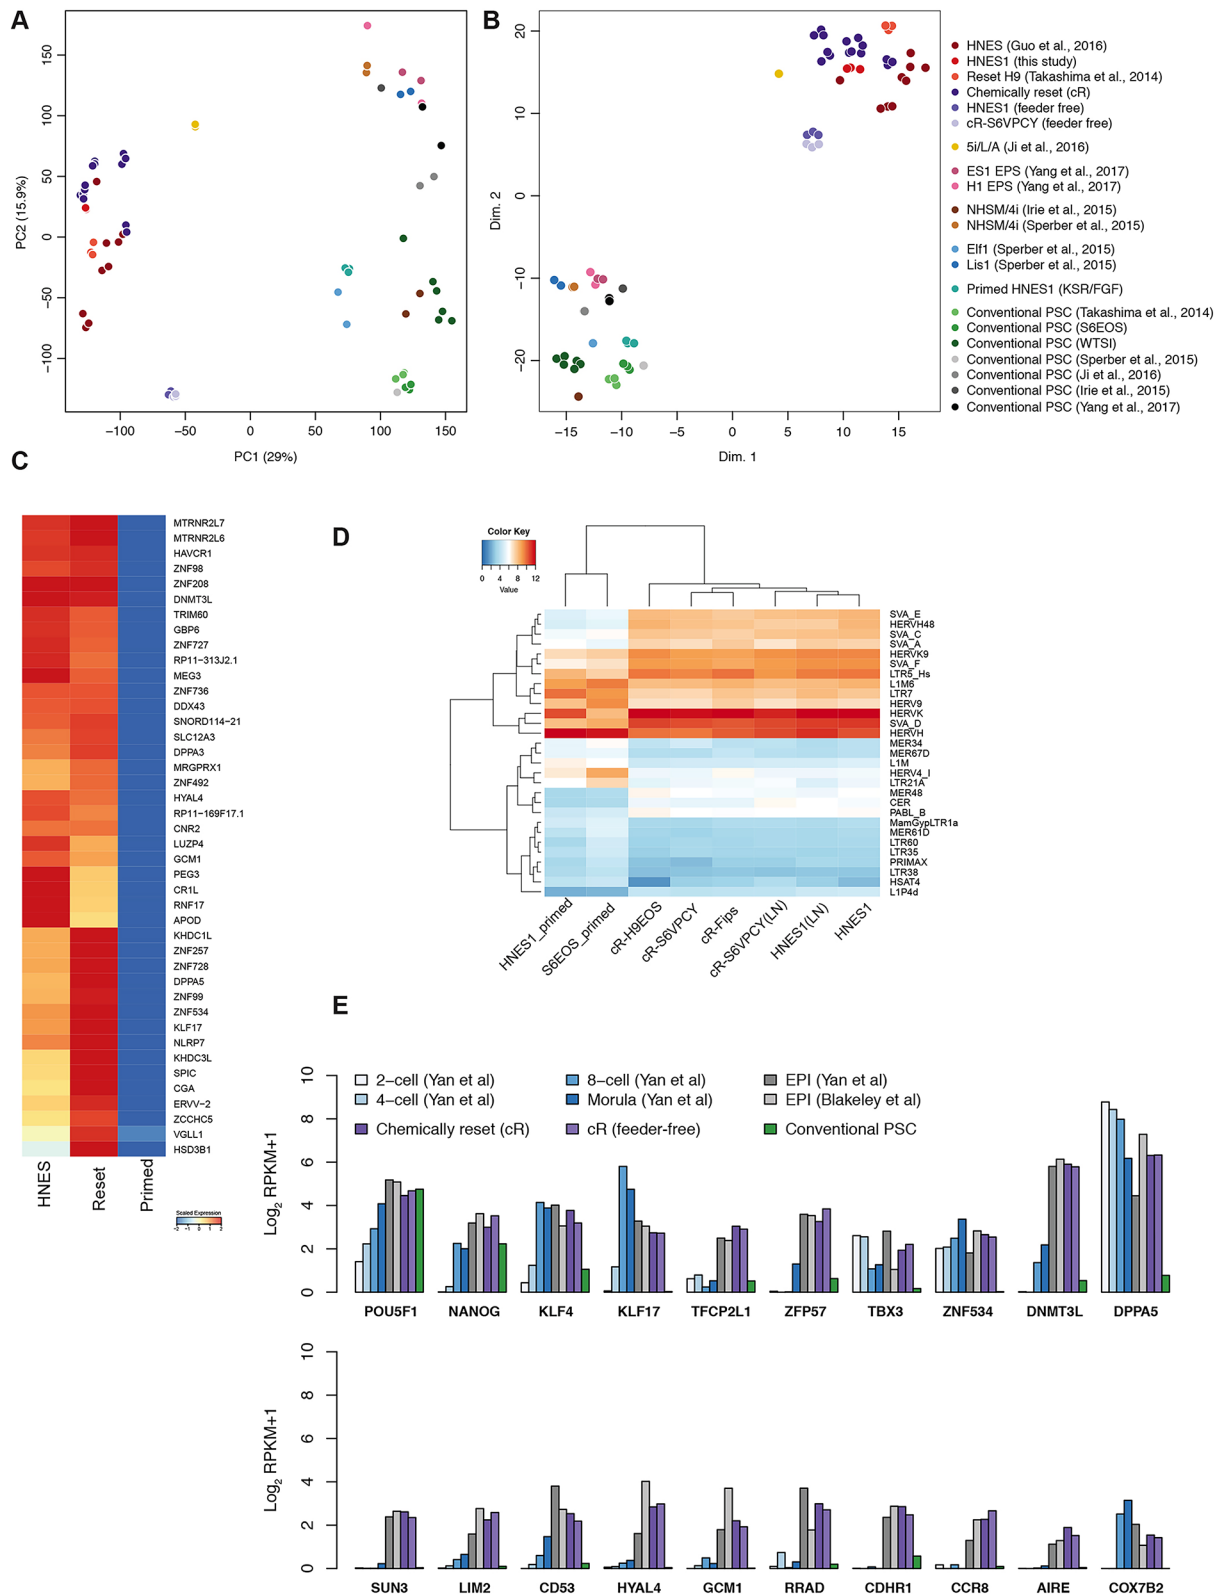 A
B
150
100
50
0
−50
−100
PC2 (15.9%)
−100
−50
0
50
100
150
PC1 (29%)
20
10
0
−10
−20
Dim. 2
−15
−10
−5
0
5
10
15
Dim. 1
HNES (Guo et al., 2016)
HNES1 (this study)
Reset H9 (Takashima et al., 2014)
Chemically reset (cR)
HNES1 (feeder free)
cR-S6VPCY (feeder free)
5i/L/A (Ji et al., 2016)
ES1 EPS (Yang et al., 2017)
H1 EPS (Yang et al., 2017)
NHSM/4i (Irie et al., 2015)
NHSM/4i (Sperber et al., 2015)
Elf1 (Sperber et al., 2015)
Lis1 (Sperber et al., 2015)
Primed HNES1 (KSR/FGF)
Conventional PSC (Takashima et al., 2014)
Conventional PSC (S6EOS)
Conventional PSC (WTSI)
Conventional PSC (Sperber et al., 2015)
Conventional PSC (Ji et al., 2016)
Conventional PSC (Irie et al., 2015)
Conventional PSC (Yang et al., 2017)
C
MTRNR2L7
MTRNR2L6
HAVCR1
ZNF98
ZNF208
DNMT3L
TRIM60
GBP6
ZNF727
RP11−313J2.1
MEG3
ZNF736
DDX43
SNORD114−21
SLC12A3
DPPA3
MRGPRX1
ZNF492
HYAL4
RP11−169F17.1
CNR2
LUZP4
GCM1
PEG3
CR1L
RNF17
APOD
KHDC1L
ZNF257
ZNF728
DPPA5
ZNF99
ZNF534
KLF17
NLRP7
KHDC3L
SPIC
CGA
ERVV−2
ZCCHC5
VGLL1
HSD3B1
HNES
Reset
Primed
Scaled Expression
−2 −1 0 1 2
D
Color Key
0 4 8 12
Value
SVA_E
HERVH48
SVA_C
SVA_A
HERVK9
SVA_F
LTR5_Hs
L1M6
LTR7
HERV9
HERVK
SVA_D
HERVH
MER34
MER67D
L1M
HERV4_I
LTR21A
MER48
CER
PABL_B
MamGypLTR1a
MER61D
LTR60
LTR35
PRIMAX
LTR38
HSAT4
L1P4d
HNES1_primed
S6EOS_primed
cR-H9EOS
cR-S6VPCY
cR-Fips
cR-S6VPCY(LN)
HNES1(LN)
HNES1
E
10
8
6
4
2
0
Log2 RPKM+1
2−cell (Yan et al)
4−cell (Yan et al)
Chemically reset (cR)
8−cell (Yan et al)
Morula (Yan et al)
cR (feeder−free)
EPI (Yan et al)
EPI (Blakeley et al)
Conventional PSC
POU5F1 NANOG KLF4 KLF17 TFCP2L1 ZFP57 TBX3 ZNF534 DNMT3L DPPA5
10
8
6
4
2
0
Log2 RPKM+1
SUN3 LIM2 CD53 HYAL4 GCM1 RRAD CDHR1 CCR8 AIRE COX7B2